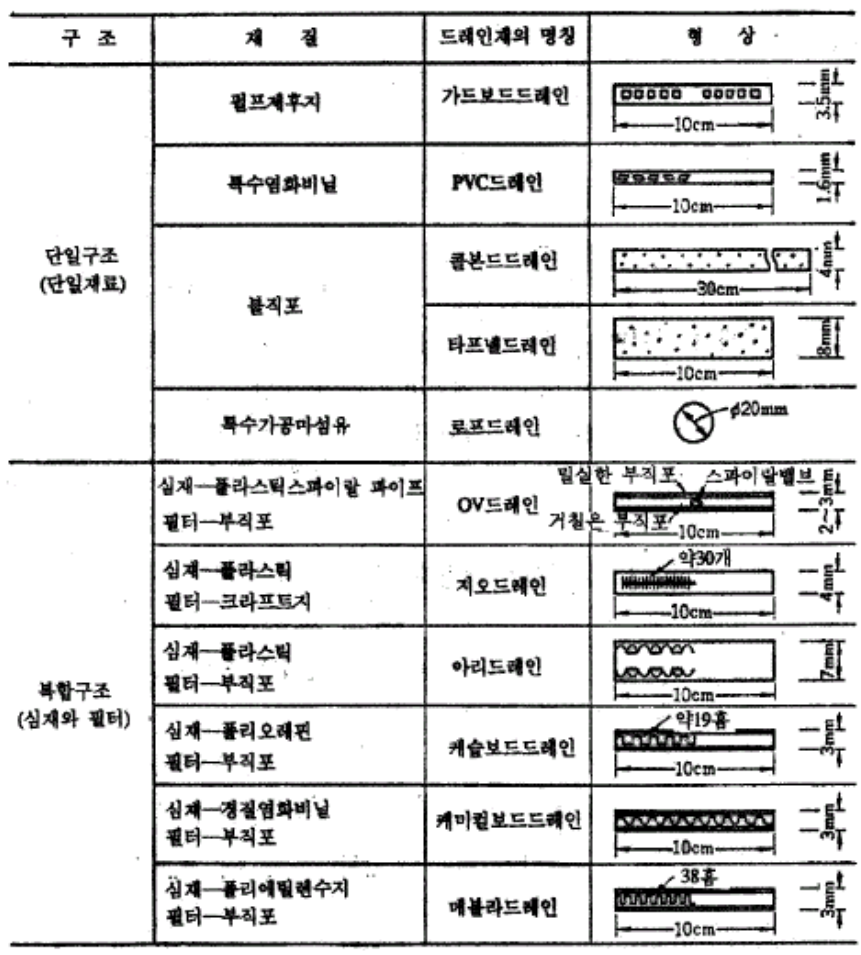 구 조 재 질 드레인재의 명칭 형 상
단일구조
(단일재료)
펄프제후지 가드보드드레인 10cm 3.5mm
특수염화비닐 PVC드레인 10cm 1.6mm
불직포
콜본드드레인 30cm 4mm
타프넬드레인 10cm 8mm
특수가공마섬유 로프드레인 ϕ20mm
복합구조
(심재와 필터)
심재—플라스틱스파이랄 파이프
필터—부직포
OV드레인
밀실한 부직포 스파이랄밸브
거칠은 부직포
10cm 2~3mm
심재—플라스틱
필터—크라프트지
지오드레인
약30개
10cm 4mm
심재—플라스틱
필터—부직포
아리드레인
10cm 7mm
심재—폴리오레핀
필터—부직포
캐슬보드드레인
약19홈
10cm 3mm
심재—경질염화비닐
필터—부직포
케미컬보드드레인
10cm 3mm
심재—폴리에틸렌수지
필터—부직포
메블라드레인
38홈
10cm 3mm